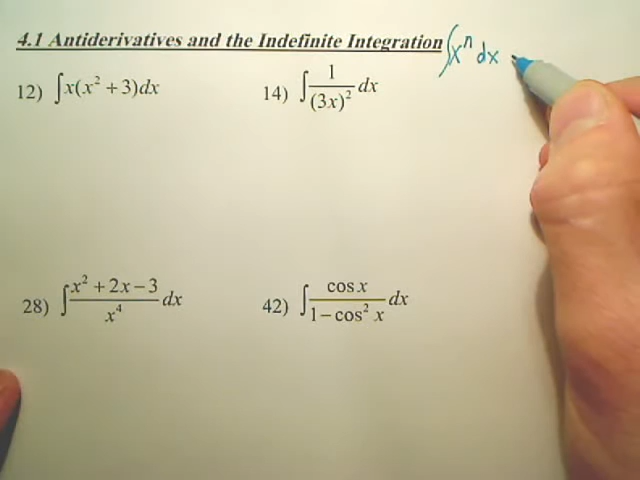 4.1 Antiderivatives and the Indefinite Integration ∫xⁿ dx
12) ∫x(x² + 3)dx
14) ∫ 1/(3x)² dx
28) ∫ (x² + 2x − 3)/x⁴ dx
42) ∫ cos x/(1 − cos² x) dx